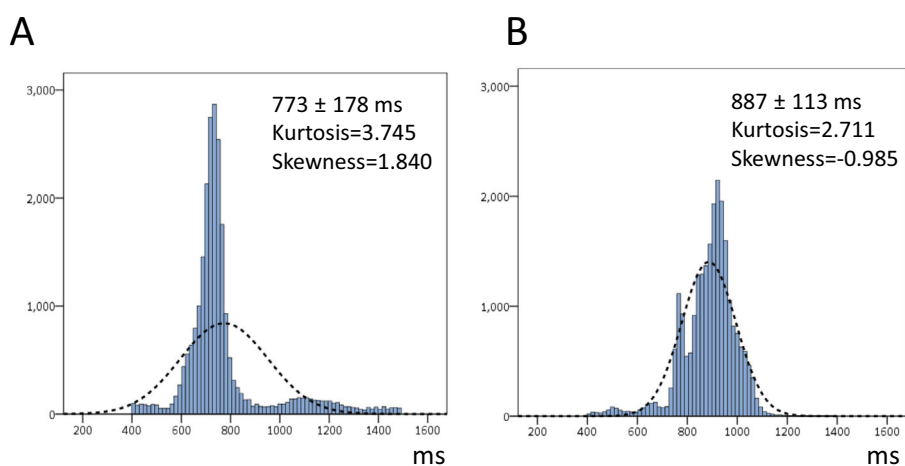 A
B
3,000
2,000
1,000
0
773 ± 178 ms
Kurtosis=3.745
Skewness=1.840
200 400 600 800 1000 1200 1400 1600
ms
3,000
2,000
1,000
0
887 ± 113 ms
Kurtosis=2.711
Skewness=-0.985
200 400 600 800 1000 1200 1400 1600
ms